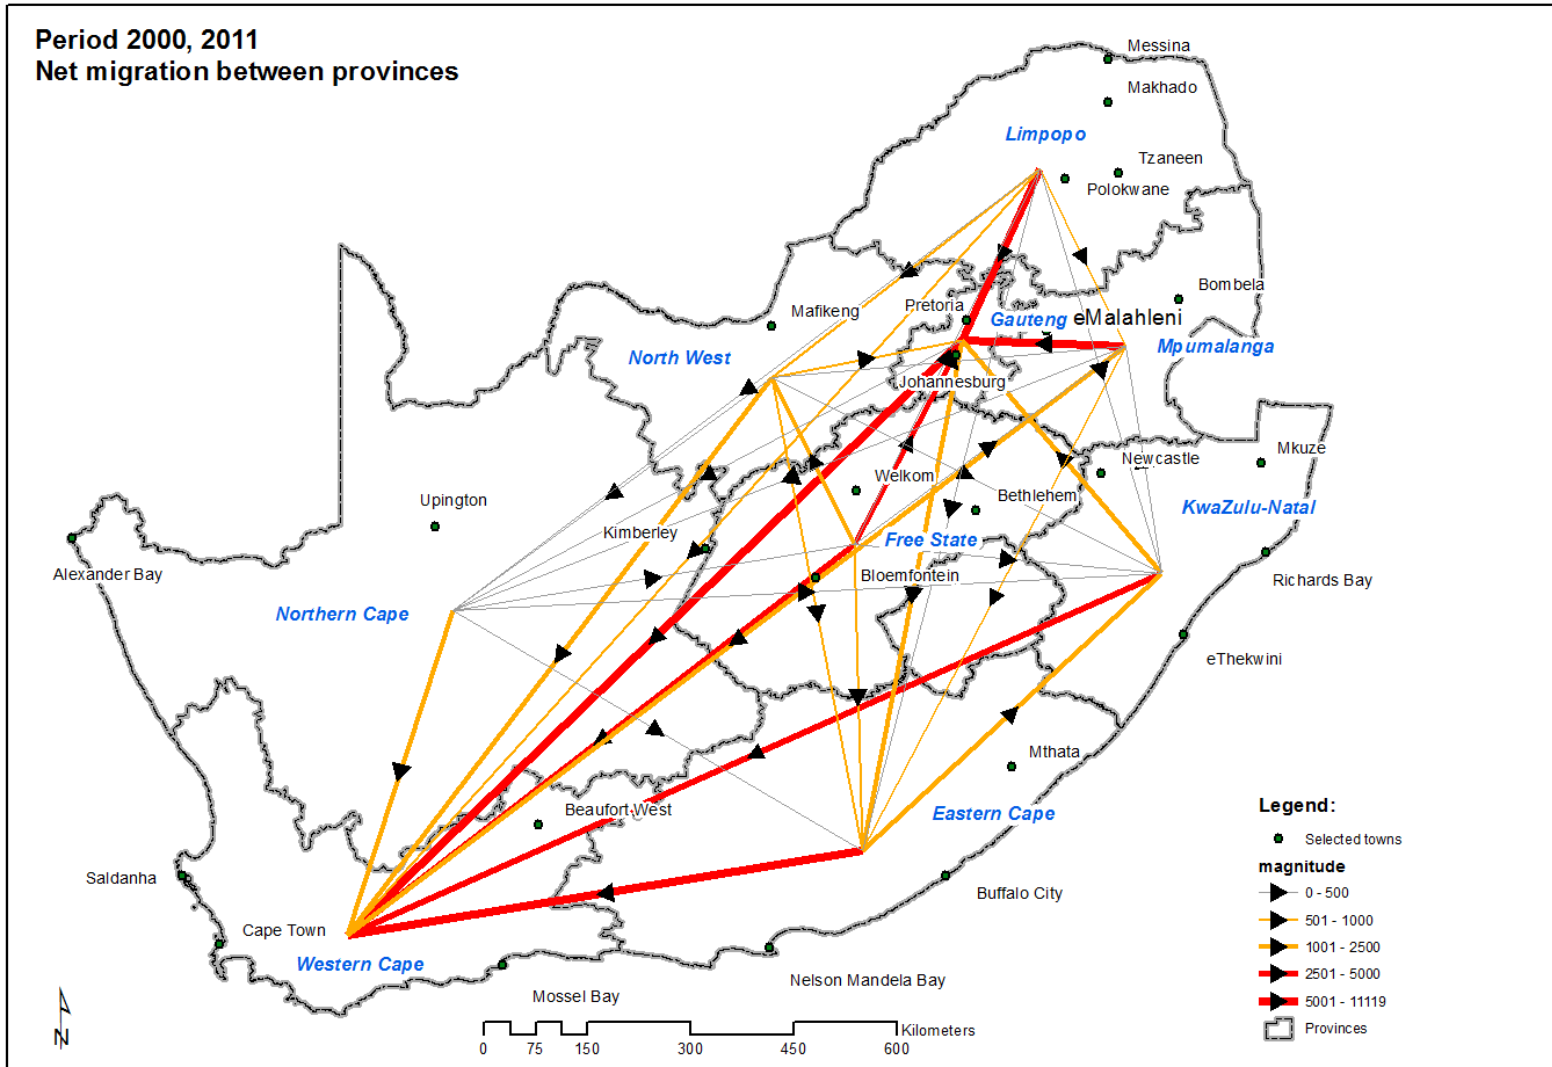 Period 2000, 2011
Net migration between provinces
Messina
Makhado
Limpopo
Tzaneen
Polokwane
Bombela
Mafikeng
Pretoria
Gauteng
eMalahleni
North West
Mpumalanga
Johannesburg
Welkom
Newcastle
Mkuze
Upington
Bethlehem
KwaZulu-Natal
Kimberley
Free State
Alexander Bay
Bloemfontein
Richards Bay
Northern Cape
eThekwini
Mthata
Beaufort West
Eastern Cape
Saldanha
Buffalo City
Cape Town
Western Cape
Nelson Mandela Bay
Mossel Bay
Legend:
Selected towns
magnitude
0 - 500
501 - 1000
1001 - 2500
2501 - 5000
5001 - 11119
Provinces
N
Kilometers
0 75 150 300 450 600